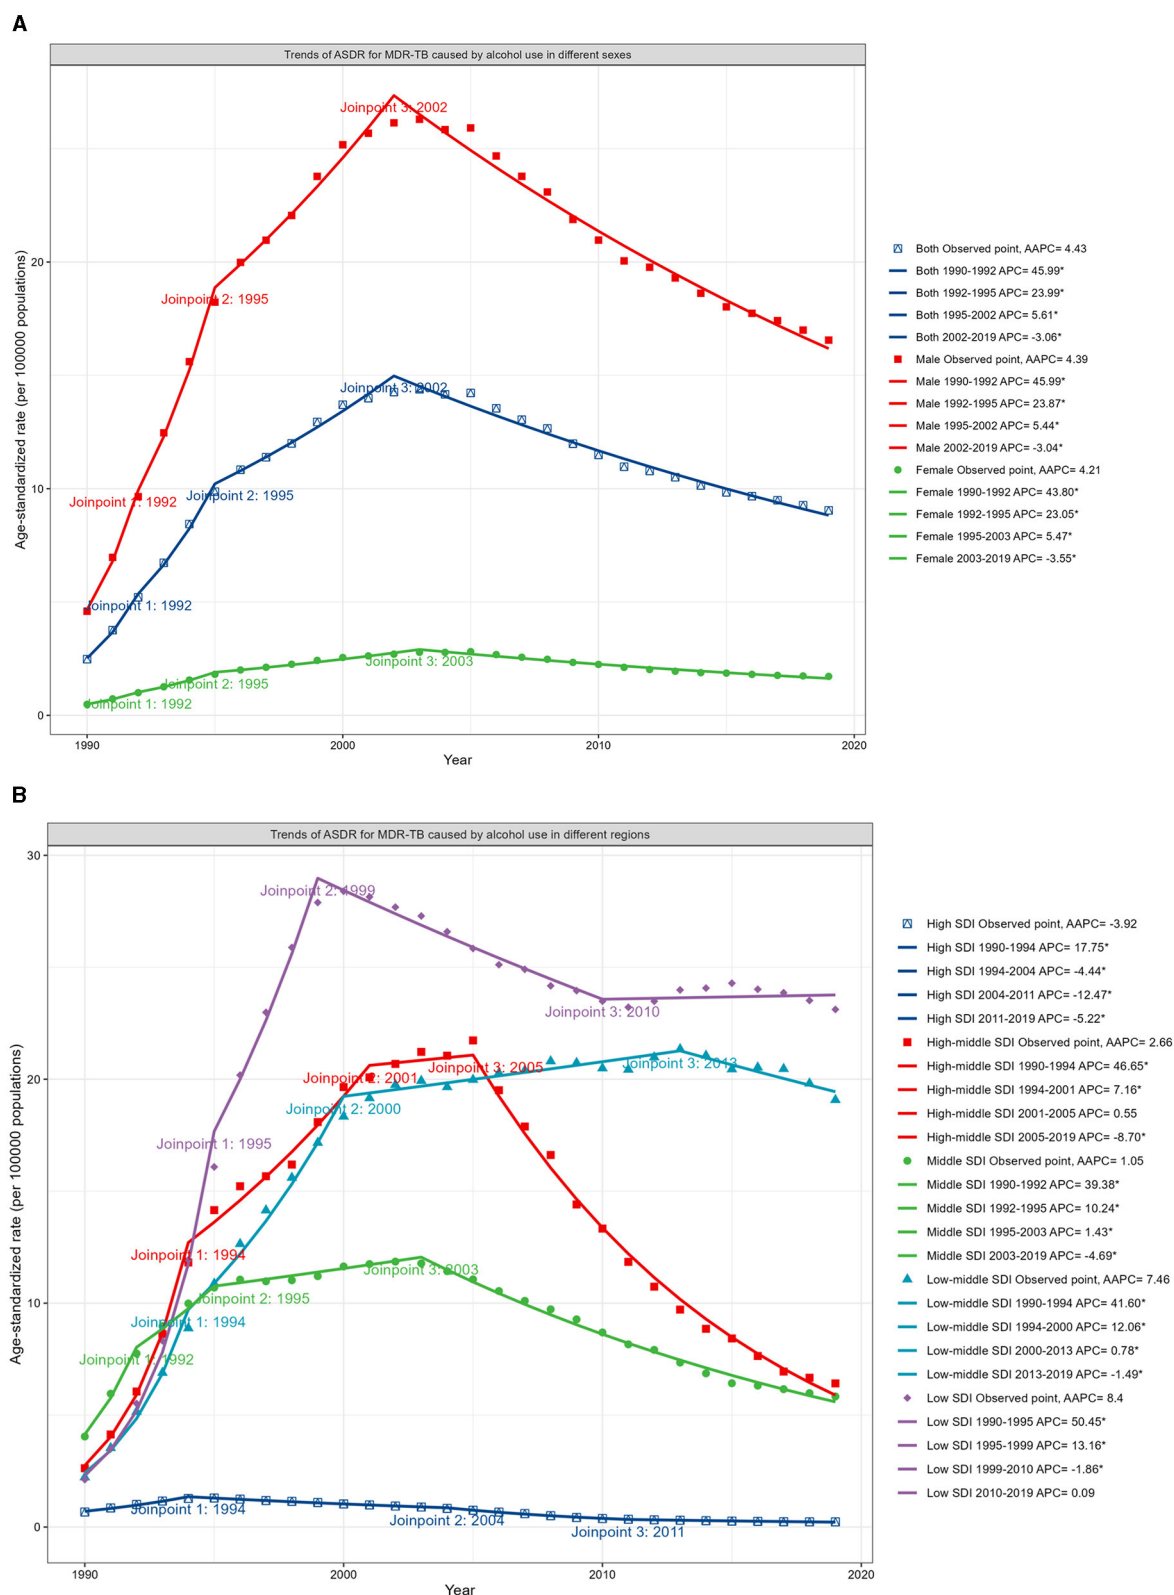 A
Trends of ASDR for MDR-TB caused by alcohol use in different sexes
Age-standardized rate (per 100000 populations)
20
10
0
Joinpoint 3: 2002
Joinpoint 2: 1995
Joinpoint 1: 1992
Joinpoint 3: 2002
Joinpoint 2: 1995
Joinpoint 1: 1992
Joinpoint 3: 2003
Joinpoint 2: 1995
Joinpoint 1: 1992
1990
2000
2010
2020
Year
Both Observed point, AAPC= 4.43
Both 1990-1992 APC= 45.99*
Both 1992-1995 APC= 23.99*
Both 1995-2002 APC= 5.61*
Both 2002-2019 APC= -3.06*
Male Observed point, AAPC= 4.39
Male 1990-1992 APC= 45.99*
Male 1992-1995 APC= 23.87*
Male 1995-2002 APC= 5.44*
Male 2002-2019 APC= -3.04*
Female Observed point, AAPC= 4.21
Female 1990-1992 APC= 43.80*
Female 1992-1995 APC= 23.05*
Female 1995-2003 APC= 5.47*
Female 2003-2019 APC= -3.55*
B
Trends of ASDR for MDR-TB caused by alcohol use in different regions
Age-standardized rate (per 100000 populations)
30
20
10
0
Joinpoint 2: 1999
Joinpoint 3: 2010
Joinpoint 3: 2005
Joinpoint 3: 2013
Joinpoint 2: 2001
Joinpoint 2: 2000
Joinpoint 1: 1995
Joinpoint 1: 1994
Joinpoint 3: 2003
Joinpoint 2: 1995
Joinpoint 1: 1994
Joinpoint 1: 1992
Joinpoint 1: 1994
Joinpoint 2: 2004
Joinpoint 3: 2011
1990
2000
2010
2020
Year
High SDI Observed point, AAPC= -3.92
High SDI 1990-1994 APC= 17.75*
High SDI 1994-2004 APC= -4.44*
High SDI 2004-2011 APC= -12.47*
High SDI 2011-2019 APC= -5.22*
High-middle SDI Observed point, AAPC= 2.66
High-middle SDI 1990-1994 APC= 46.65*
High-middle SDI 1994-2001 APC= 7.16*
High-middle SDI 2001-2005 APC= 0.55
High-middle SDI 2005-2019 APC= -8.70*
Middle SDI Observed point, AAPC= 1.05
Middle SDI 1990-1992 APC= 39.38*
Middle SDI 1992-1995 APC= 10.24*
Middle SDI 1995-2003 APC= 1.43*
Middle SDI 2003-2019 APC= -4.69*
Low-middle SDI Observed point, AAPC= 7.46
Low-middle SDI 1990-1994 APC= 41.60*
Low-middle SDI 1994-2000 APC= 12.06*
Low-middle SDI 2000-2013 APC= 0.78*
Low-middle SDI 2013-2019 APC= -1.49*
Low SDI Observed point, AAPC= 8.4
Low SDI 1990-1995 APC= 50.45*
Low SDI 1995-1999 APC= 13.16*
Low SDI 1999-2010 APC= -1.86*
Low SDI 2010-2019 APC= 0.09